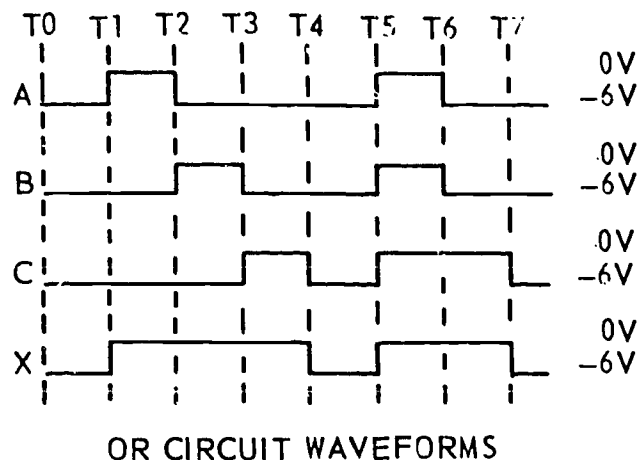 T0 T1 T2 T3 T4 T5 T6 T7
A 0V
-6V
B 0V
-6V
C 0V
-6V
X 0V
-6V
OR CIRCUIT WAVEFORMS